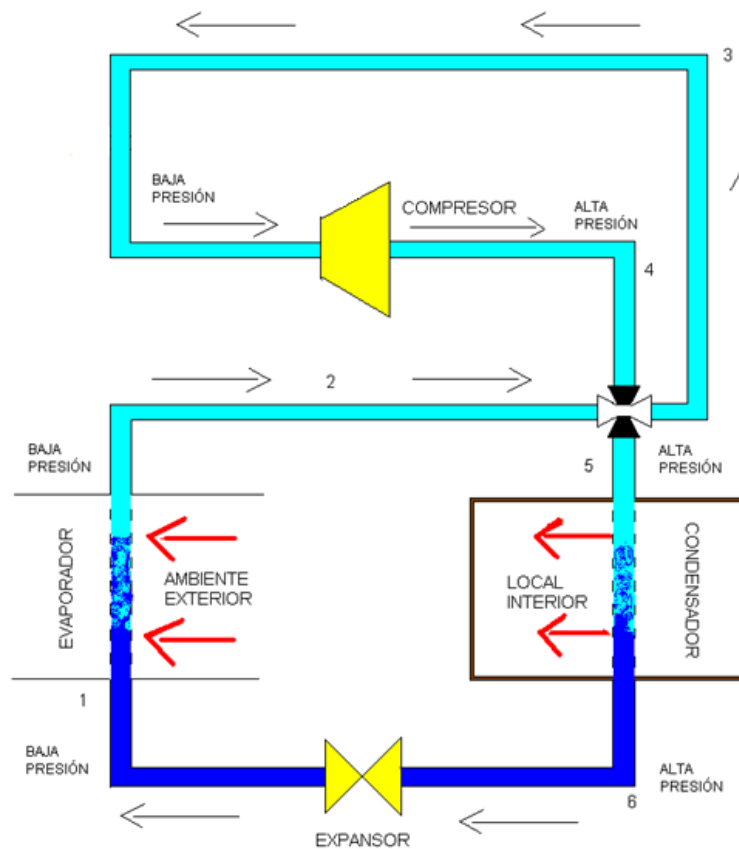 3
BAJA
PRESIÓN
COMPRESOR
ALTA
PRESIÓN
4
2
BAJA
PRESIÓN
5
ALTA
PRESIÓN
EVAPORADOR
AMBIENTE
EXTERIOR
LOCAL
INTERIOR
CONDENSADOR
1
BAJA
PRESIÓN
ALTA
PRESIÓN
6
EXPANSOR